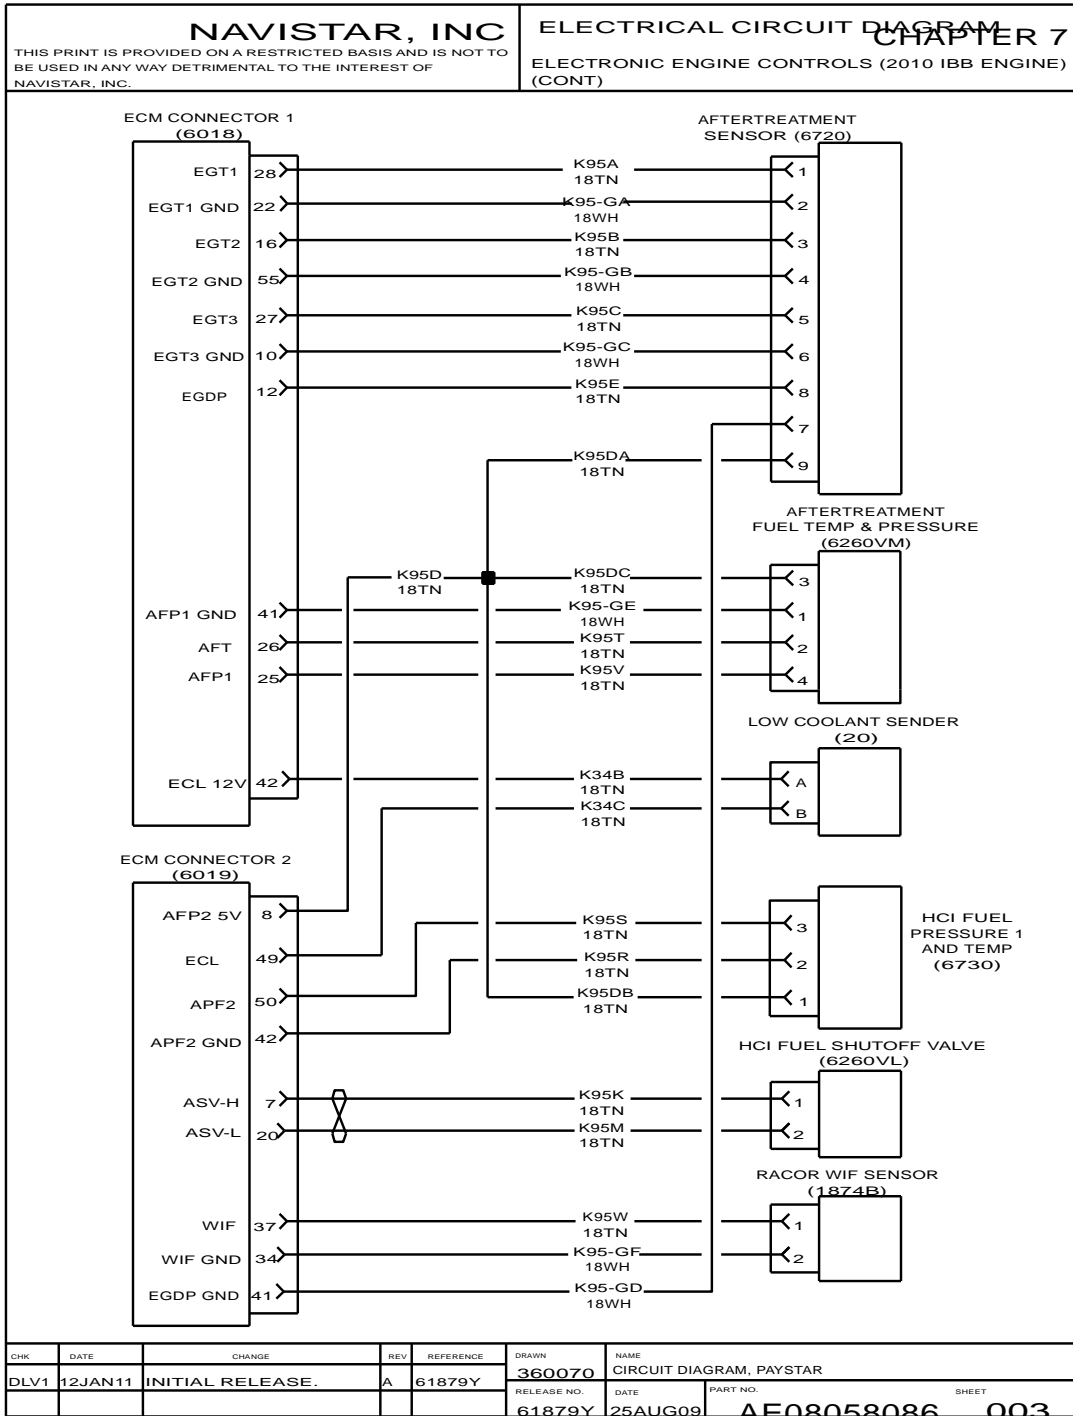 NAVISTAR, INC
THIS PRINT IS PROVIDED ON A RESTRICTED BASIS AND IS NOT TO
BE USED IN ANY WAY DETRIMENTAL TO THE INTEREST OF
NAVISTAR, INC.
ELECTRICAL CIRCUIT DIAGRAM
CHAPTER 7
ELECTRONIC ENGINE CONTROLS (2010 IBB ENGINE)
(CONT)
ECM CONNECTOR 1
(6018)
AFTERTREATMENT
SENSOR (6720)
EGT1 28 K95A 1
18TN
EGT1 GND 22 K95-GA 2
18WH
EGT2 16 K95B 3
18TN
EGT2 GND 55 K95-GB 4
18WH
EGT3 27 K95C 5
18TN
EGT3 GND 10 K95-GC 6
18WH
EGDP 12 K95E 8
18TN
7
K95DA 9
18TN
AFTERTREATMENT
FUEL TEMP & PRESSURE
(6260VM)
K95D K95DC 3
18TN 18TN
AFP1 GND 41 K95-GE 1
18WH
AFT 26 K95T 2
18TN
AFP1 25 K95V 4
18TN
LOW COOLANT SENDER
(20)
ECL 12V 42 K34B A
18TN
K34C B
18TN
ECM CONNECTOR 2
(6019)
AFP2 5V 8
K95S 3
18TN
HCI FUEL
PRESSURE 1
AND TEMP
(6730)
ECL 49 K95R 2
18TN
APF2 50 K95DB 1
18TN
APF2 GND 42
HCI FUEL SHUTOFF VALVE
(6260VL)
ASV-H 7 K95K 1
18TN
ASV-L 20 K95M 2
18TN
RACOR WIF SENSOR
(1874B)
WIF 37 K95W 1
18TN
WIF GND 34 K95-GF 2
18WH
EGDP GND 41 K95-GD
18WH
CHK DATE CHANGE REV REFERENCE
DLV1 12JAN11 INITIAL RELEASE. A 61879Y
DRAWN
360070
NAME
CIRCUIT DIAGRAM, PAYSTAR
RELEASE NO. DATE PART NO. SHEET
61879Y 25AUG09 AE08058086 003